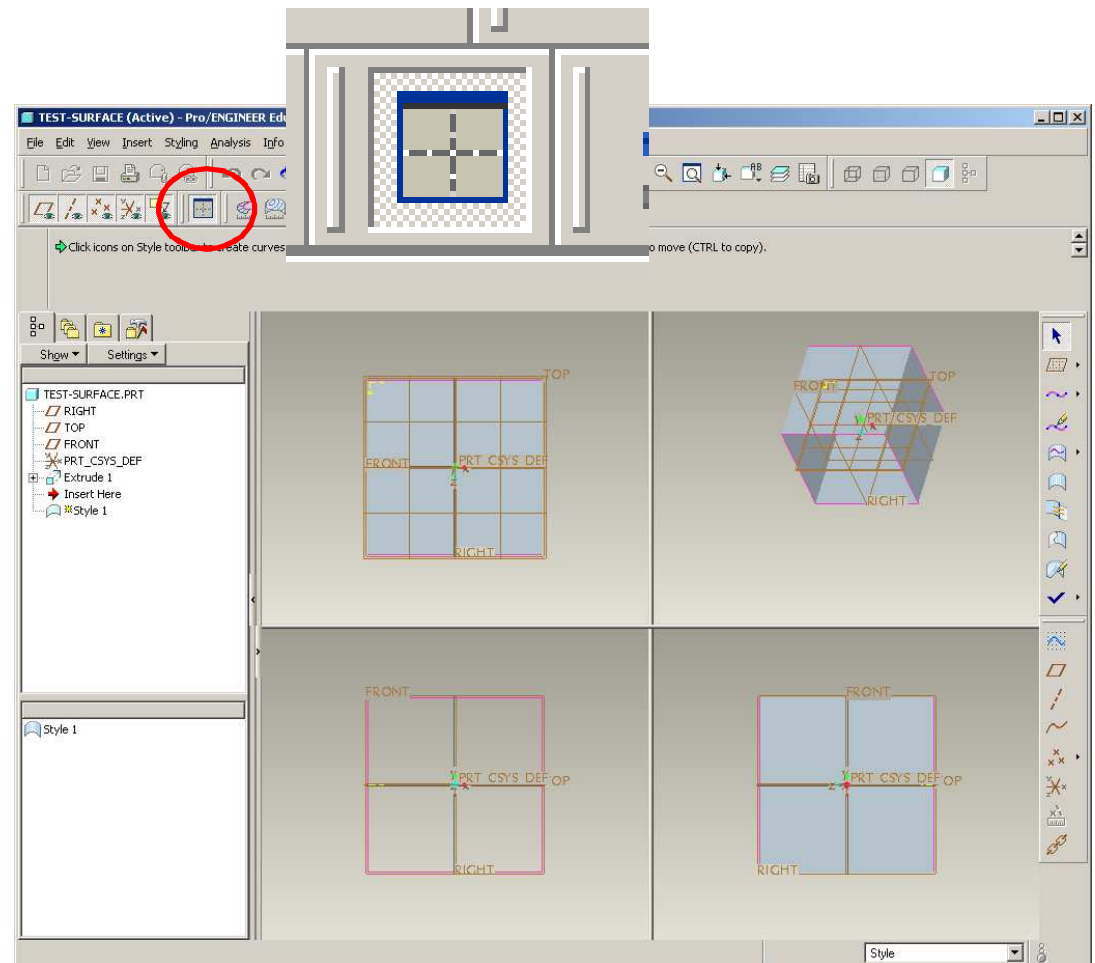 TEST-SURFACE (Active) - Pro/ENGINEER Edu
File Edit View Insert Styling Analysis Info
Click icons on Style toolbar to create curves
o move (CTRL to copy).
Show Settings
TEST-SURFACE.PRT
RIGHT
TOP
FRONT
PRT_CSYS_DEF
Extrude 1
Insert Here
Style 1
Style 1
TOP
FRONT
PRT_CSYS_DEF
RIGHT
TOP
FRONT
PRT_CSYS_DEF
RIGHT
FRONT
PRT_CSYS_DEF
OP
RIGHT
FRONT
PRT_CSYS_DEF
OP
RIGHT
Style